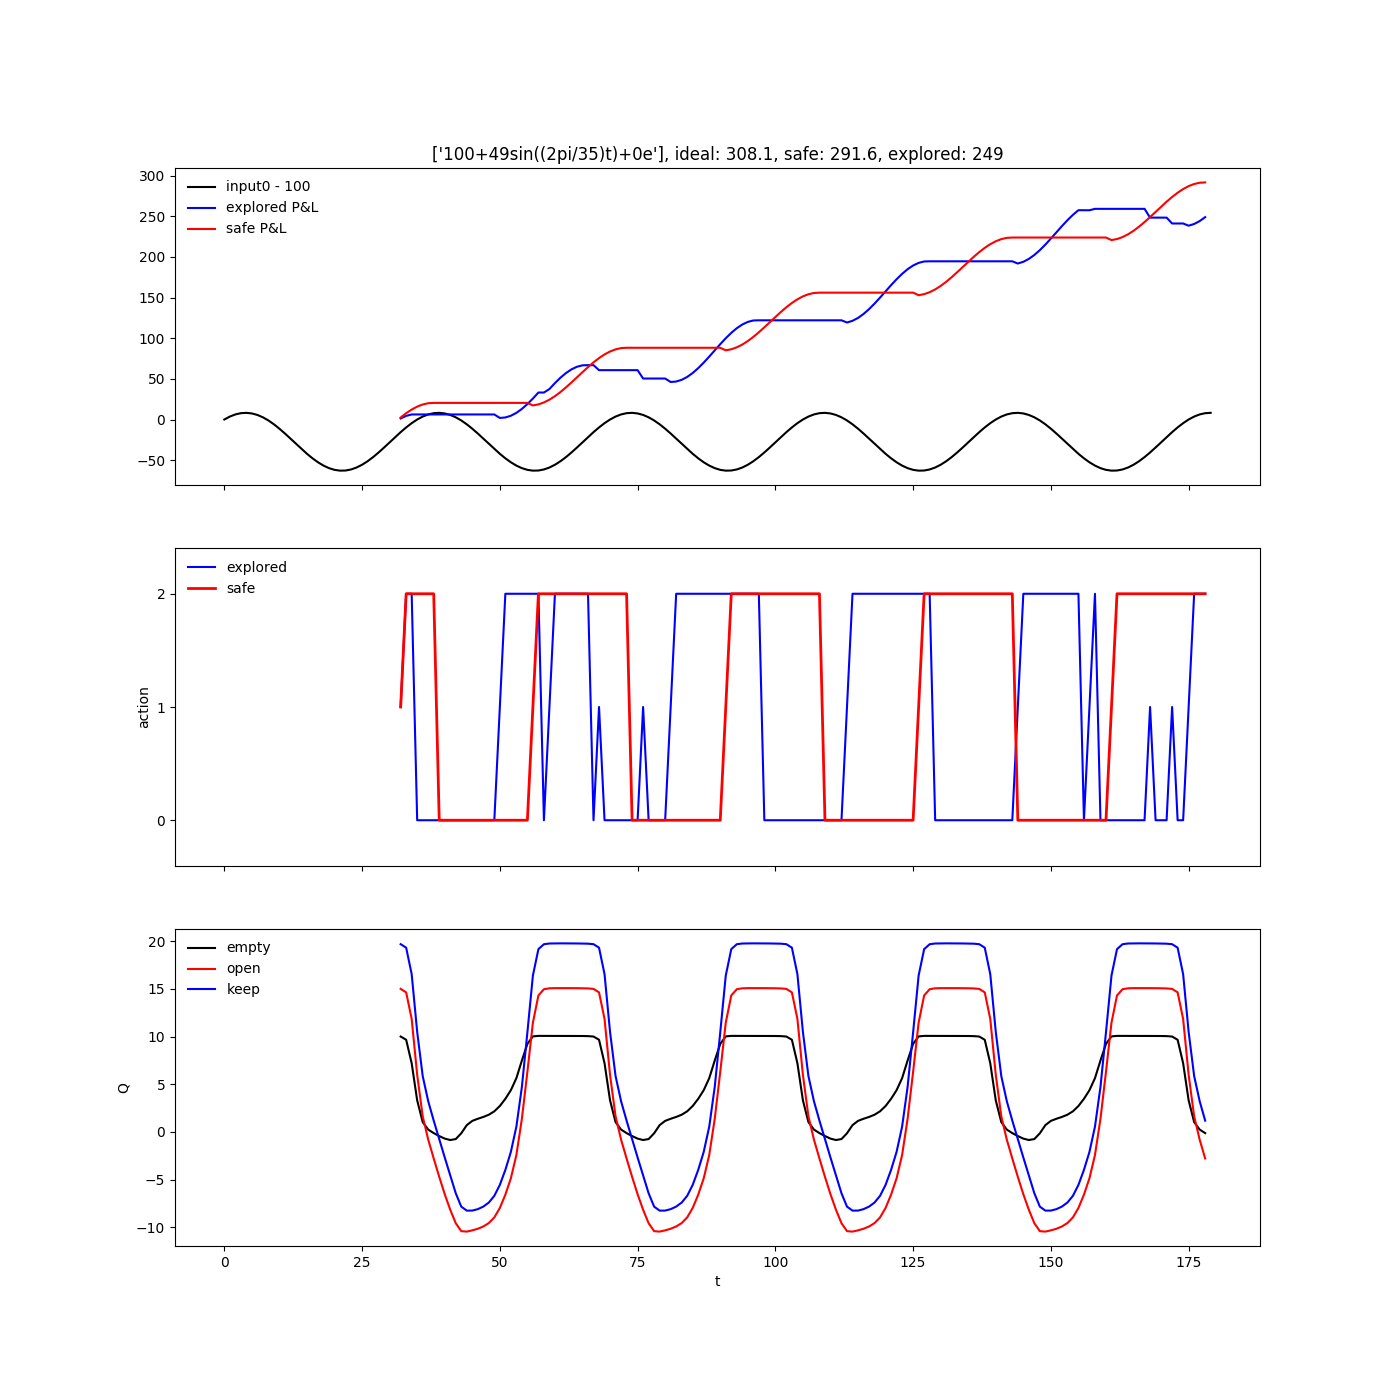 ['100+49sin((2pi/35)t)+0e'], ideal: 308.1, safe: 291.6, explored: 249
300
250
200
150
100
50
0
−50
input0 - 100
explored P&L
safe P&L
2
1
0
action
explored
safe
20
15
10
5
0
−5
−10
Q
empty
open
keep
0 25 50 75 100 125 150 175
t